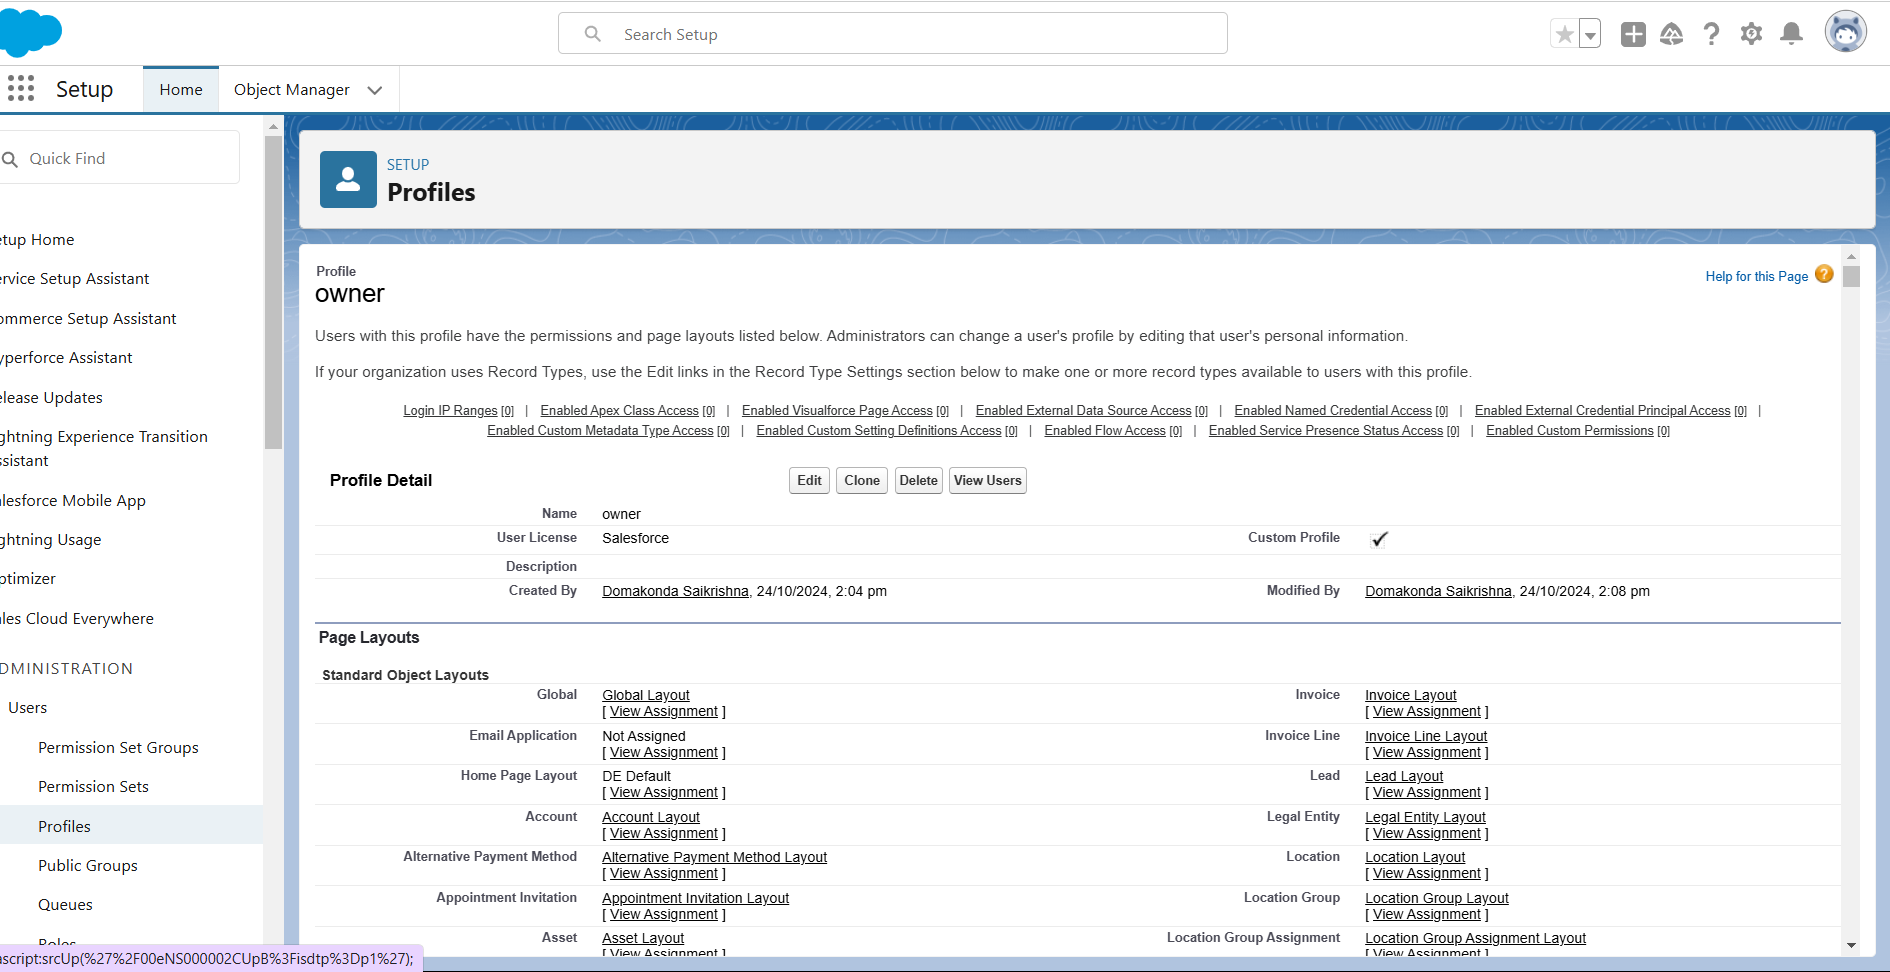 Search Setup
Setup
Home
Object Manager
Quick Find
etup Home
ervice Setup Assistant
ommerce Setup Assistant
yperforce Assistant
elease Updates
ghtning Experience Transition
ssistant
alesforce Mobile App
ghtning Usage
ptimizer
ales Cloud Everywhere
DMINISTRATION
Users
Permission Set Groups
Permission Sets
Profiles
Public Groups
Queues
Roles
ascript:srcUp(%27%2F00eNS000002CUpB%3Fisdtp%3Dp1%27);
SETUP
Profiles
Profile
owner
Help for this Page
Users with this profile have the permissions and page layouts listed below. Administrators can change a user's profile by editing that user's personal information.
If your organization uses Record Types, use the Edit links in the Record Type Settings section below to make one or more record types available to users with this profile.
Login IP Ranges [0] | Enabled Apex Class Access [0] | Enabled Visualforce Page Access [0] | Enabled External Data Source Access [0] | Enabled Named Credential Access [0] | Enabled External Credential Principal Access [0] |
Enabled Custom Metadata Type Access [0] | Enabled Custom Setting Definitions Access [0] | Enabled Flow Access [0] | Enabled Service Presence Status Access [0] | Enabled Custom Permissions [0]
Profile Detail Edit Clone Delete View Users
Name owner
User License Salesforce Custom Profile
Description
Created By Domakonda Saikrishna, 24/10/2024, 2:04 pm Modified By Domakonda Saikrishna, 24/10/2024, 2:08 pm
Page Layouts
Standard Object Layouts
Global Global Layout Invoice Invoice Layout
[ View Assignment ] [ View Assignment ]
Email Application Not Assigned Invoice Line Invoice Line Layout
[ View Assignment ] [ View Assignment ]
Home Page Layout DE Default Lead Lead Layout
[ View Assignment ] [ View Assignment ]
Account Account Layout Legal Entity Legal Entity Layout
[ View Assignment ] [ View Assignment ]
Alternative Payment Method Alternative Payment Method Layout Location Location Layout
[ View Assignment ] [ View Assignment ]
Appointment Invitation Appointment Invitation Layout Location Group Location Group Layout
[ View Assignment ] [ View Assignment ]
Asset Asset Layout Location Group Assignment Location Group Assignment Layout
[ View Assignment ] [ View Assignment ]